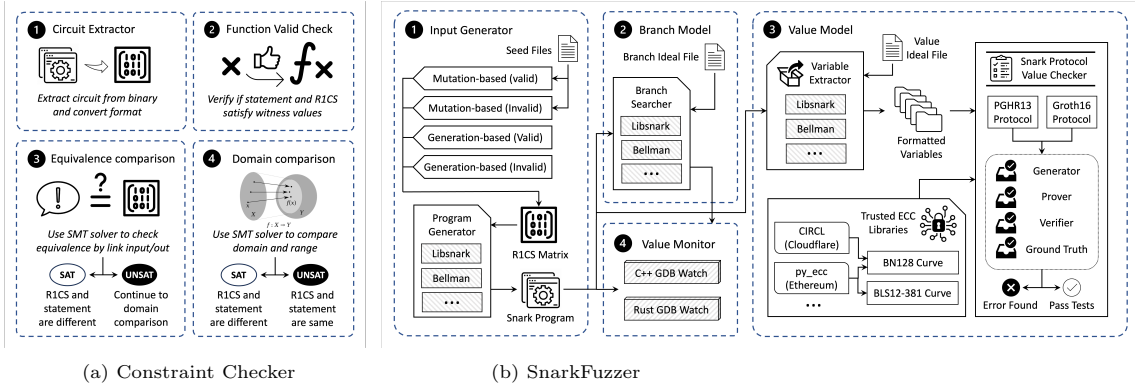 1 Circuit Extractor
Extract circuit from binary
and convert format
2 Function Valid Check
Verify if statement and R1CS
satisfy witness values
3 Equivalence comparison
Use SMT solver to check
equivalence by link input/out
SAT
UNSAT
R1CS and
statement
are different
Continue to
domain
comparison
4 Domain comparison
x
X
f(x)
Y
f : X → Y
Use SMT solver to compare
domain and range
SAT
UNSAT
R1CS and
statement
are different
R1CS and
statement
are same
(a) Constraint Checker
1 Input Generator
Seed Files
Mutation-based (valid)
Mutation-based (Invalid)
Generation-based (Valid)
Generation-based (Invalid)
Program
Generator
Libsnark
Bellman
...
R1CS Matrix
Snark Program
2 Branch Model
Branch Ideal File
Branch
Searcher
Libsnark
Bellman
...
4 Value Monitor
C++ GDB Watch
Rust GDB Watch
3 Value Model
Value
Ideal File
Variable
Extractor
Libsnark
Bellman
...
Formatted
Variables
Trusted ECC
Libraries
CIRCL
(Cloudflare)
py_ecc
(Ethereum)
...
BN128 Curve
BLS12-381 Curve
Snark Protocol
Value Checker
PGHR13
Protocol
Groth16
Protocol
Generator
Prover
Verifier
Ground Truth
Error Found
Pass Tests
(b) SnarkFuzzer